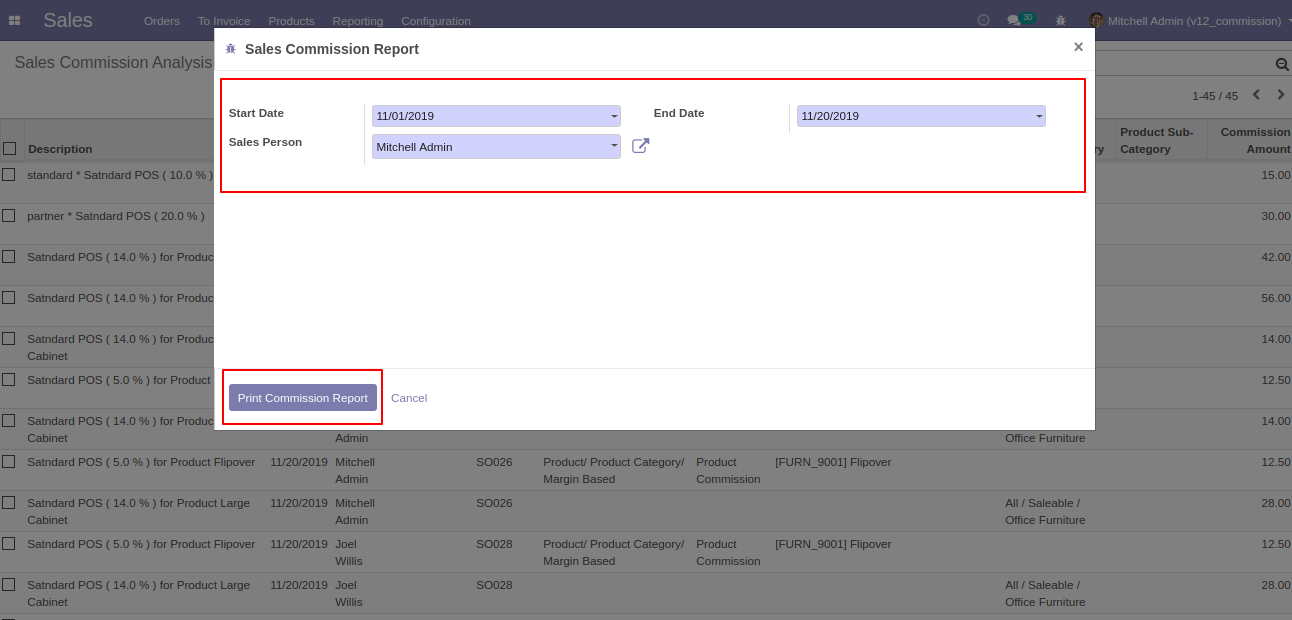 Sales Orders To Invoice Products Reporting Configuration 30 Mitchell Admin (v12_commission)
Sales Commission Report ×
Sales Commission Analysis
1-45 / 45
Start Date 11/01/2019 End Date 11/20/2019
Sales Person Mitchell Admin
Description Product Sub-Category Commission Amount
standard * Satndard POS ( 10.0 % ) 15.00
partner * Satndard POS ( 20.0 % ) 30.00
Satndard POS ( 14.0 % ) for Produc 42.00
Satndard POS ( 14.0 % ) for Produc 56.00
Satndard POS ( 14.0 % ) for Produc 14.00
Cabinet
Satndard POS ( 5.0 % ) for Product 12.50
Print Commission Report Cancel
Satndard POS ( 14.0 % ) for Produc 14.00
Cabinet Admin Office Furniture
Satndard POS ( 5.0 % ) for Product Flipover 11/20/2019 Mitchell SO026 Product/ Product Category/ Product [FURN_9001] Flipover 12.50
Admin Margin Based Commission
Satndard POS ( 14.0 % ) for Product Large 11/20/2019 Mitchell SO026 All / Saleable / 28.00
Cabinet Admin Office Furniture
Satndard POS ( 5.0 % ) for Product Flipover 11/20/2019 Joel SO028 Product/ Product Category/ Product [FURN_9001] Flipover 12.50
Willis Margin Based Commission
Satndard POS ( 14.0 % ) for Product Large 11/20/2019 Joel SO028 All / Saleable / 28.00
Cabinet Willis Office Furniture